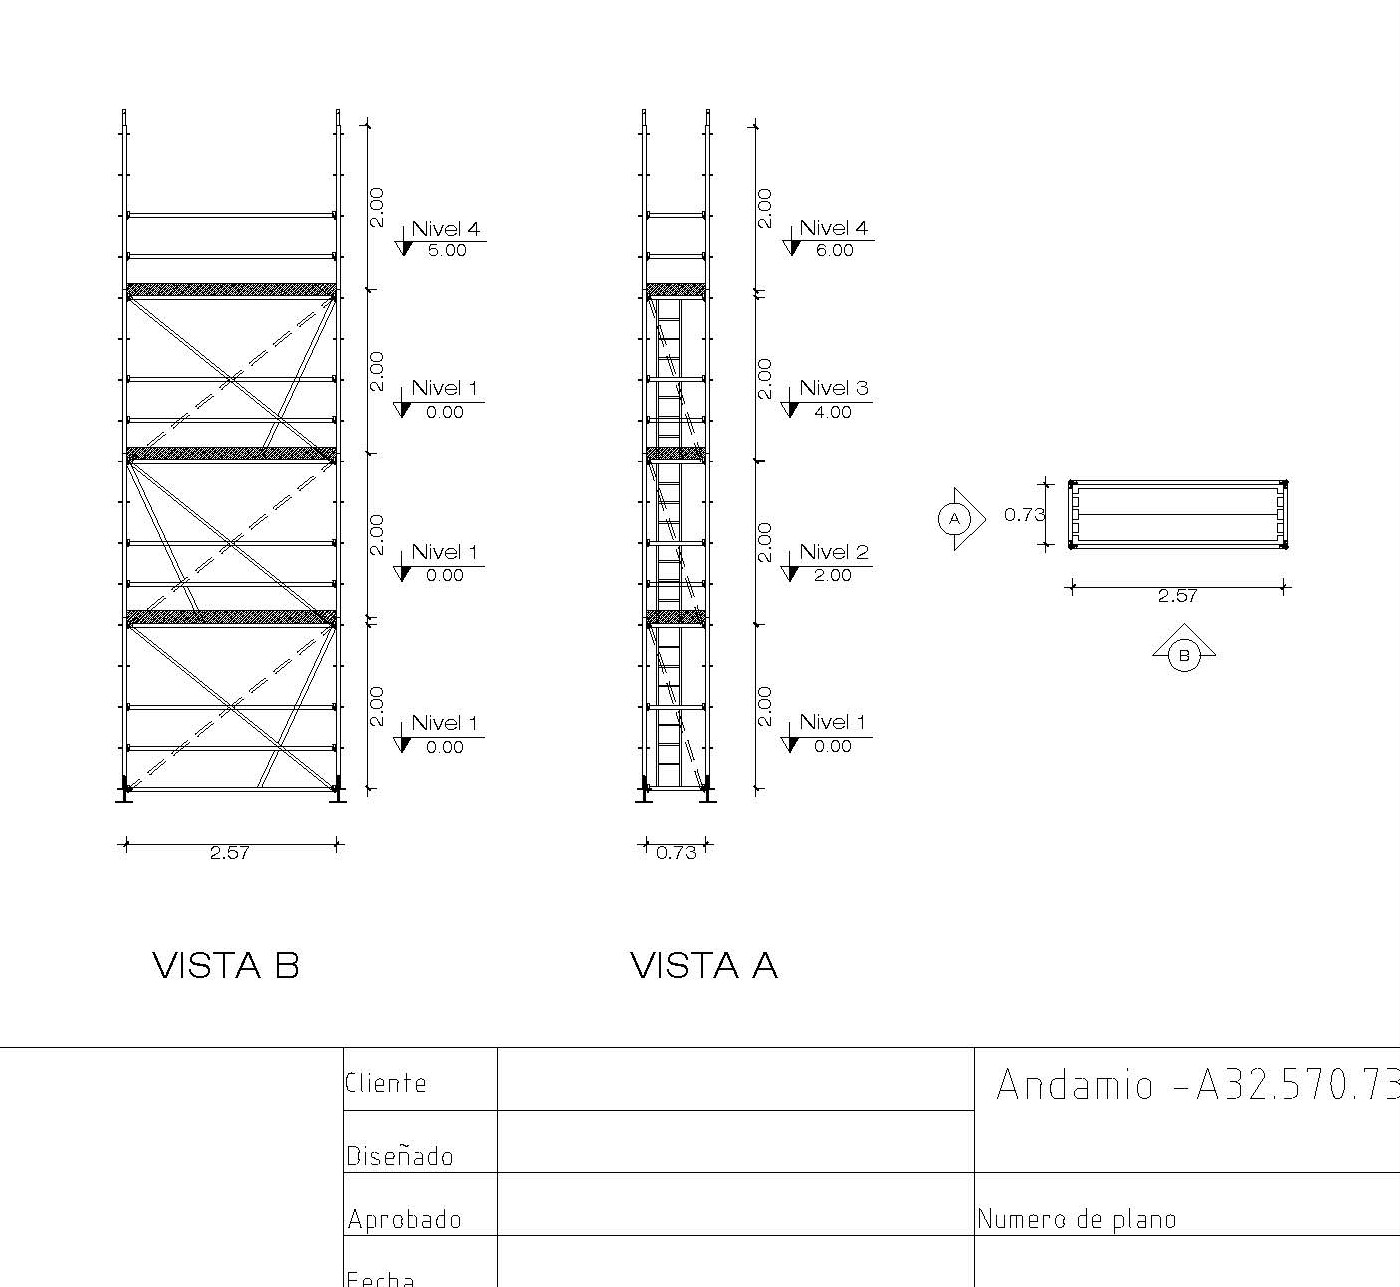 2.00
Nivel 4
5.00
2.00
Nivel 1
0.00
2.00
Nivel 1
0.00
2.00
Nivel 1
0.00
2.57
VISTA B
2.00
Nivel 4
6.00
2.00
Nivel 3
4.00
2.00
Nivel 2
2.00
2.00
Nivel 1
0.00
0.73
VISTA A
A
0.73
2.57
B
Cliente
Diseñado
Aprobado
Fecha
Andamio -A32.570.73
Numero de plano